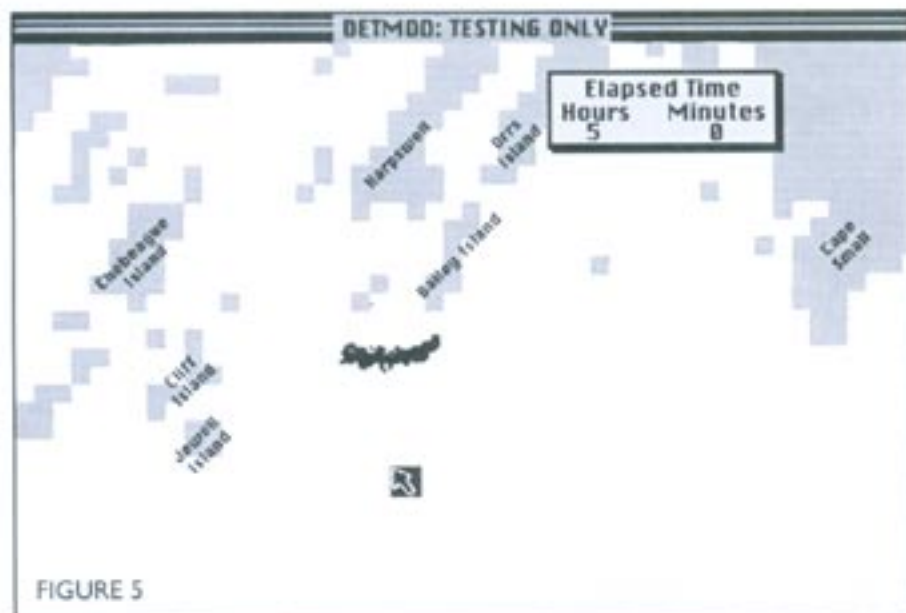 DETMOD: TESTING ONLY
Elapsed Time
Hours Minutes
5 0
Harpswell
Orrs
Island
Bailey Island
Chebeague
Island
Cape
Small
Cliff
Island
Jewell
Island
FIGURE 5